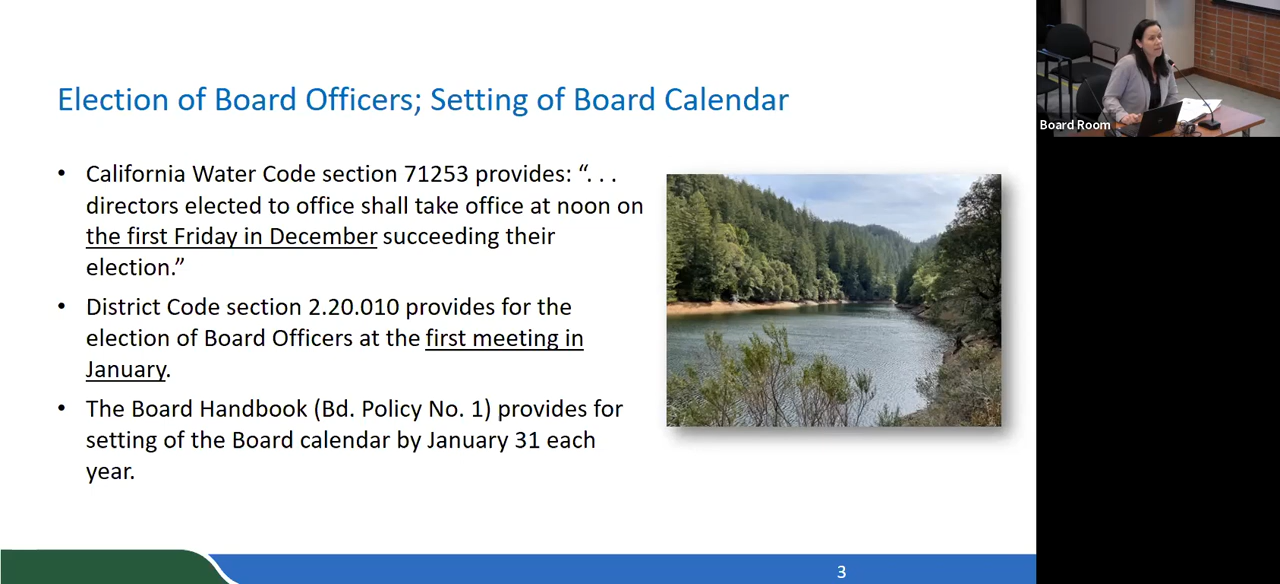 Election of Board Officers; Setting of Board Calendar
• California Water Code section 71253 provides: “. . .
directors elected to office shall take office at noon on
the first Friday in December succeeding their
election.”
• District Code section 2.20.010 provides for the
election of Board Officers at the first meeting in
January.
• The Board Handbook (Bd. Policy No. 1) provides for
setting of the Board calendar by January 31 each
year.
3
Board Room